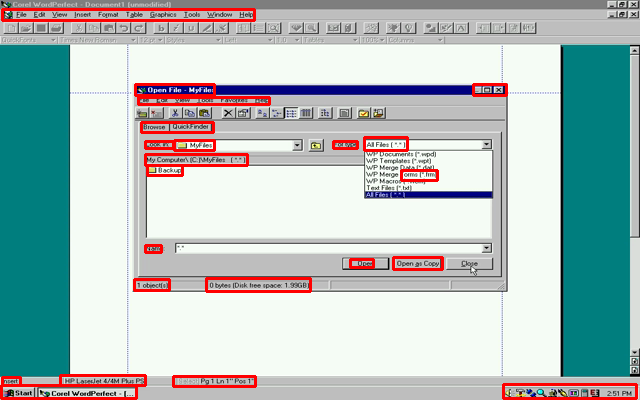 Corel WordPerfect - Document1 (unmodified)
File Edit View Insert Format Table Graphics Tools Window Help
QuickFonts Times New Roman 12 pt Styles Left 1.0 Tables 100% Columns
Open File - MyFiles
File Edit View Tools Favorites Help
Browse QuickFinder
Look in: MyFiles For type: All Files (*.*)
My Computer\ (C:)\MyFiles (*.*)
Backup
WP Documents (*.wpd)
WP Templates (*.wpt)
WP Merge Data (*.dat)
WP Merge orms (*.frm)
WP Macros (*.wcm)
Text Files (*.txt)
All Files (*.*)
Name: *.*
Open Open as Copy Close
1 object(s) 0 bytes (Disk free space: 1.99GB)
Insert HP LaserJet 4/4M Plus PS Select Pg 1 Ln 1" Pos 1"
Start Corel WordPerfect - [... 2:51 PM